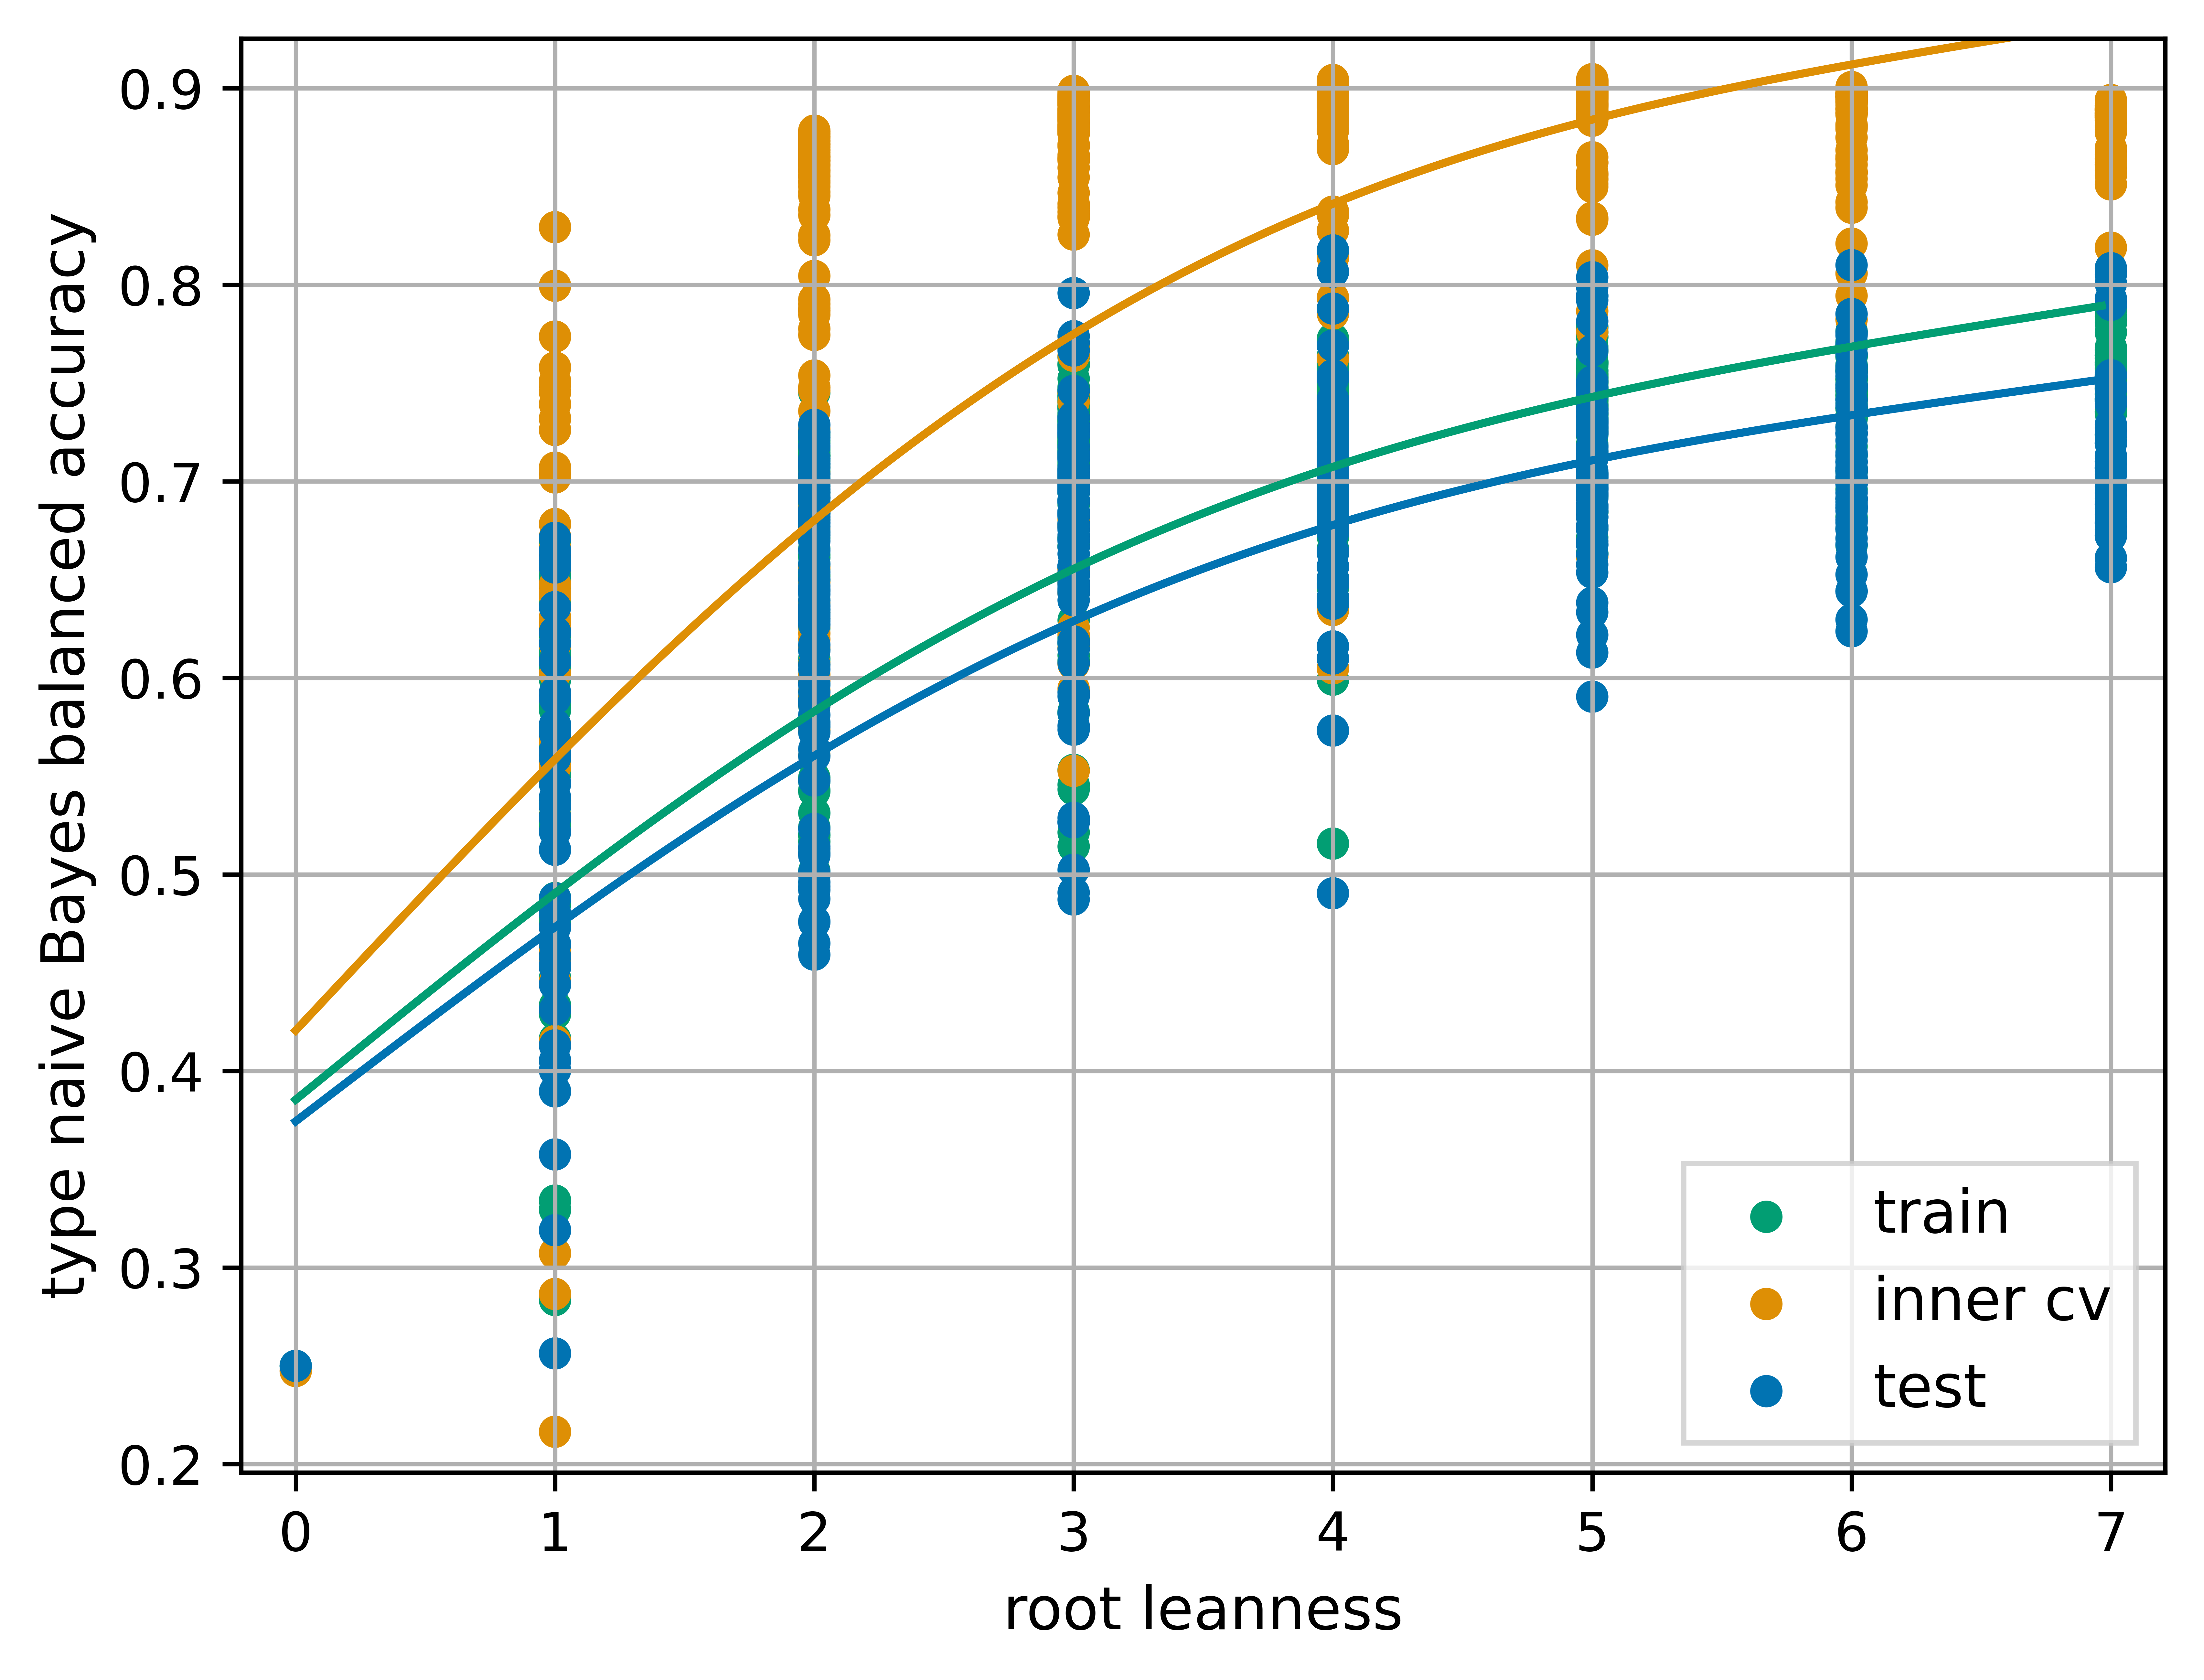 type naive Bayes balanced accuracy
0.9
0.8
0.7
0.6
0.5
0.4
0.3
0.2
0 1 2 3 4 5 6 7
root leanness
train
inner cv
test